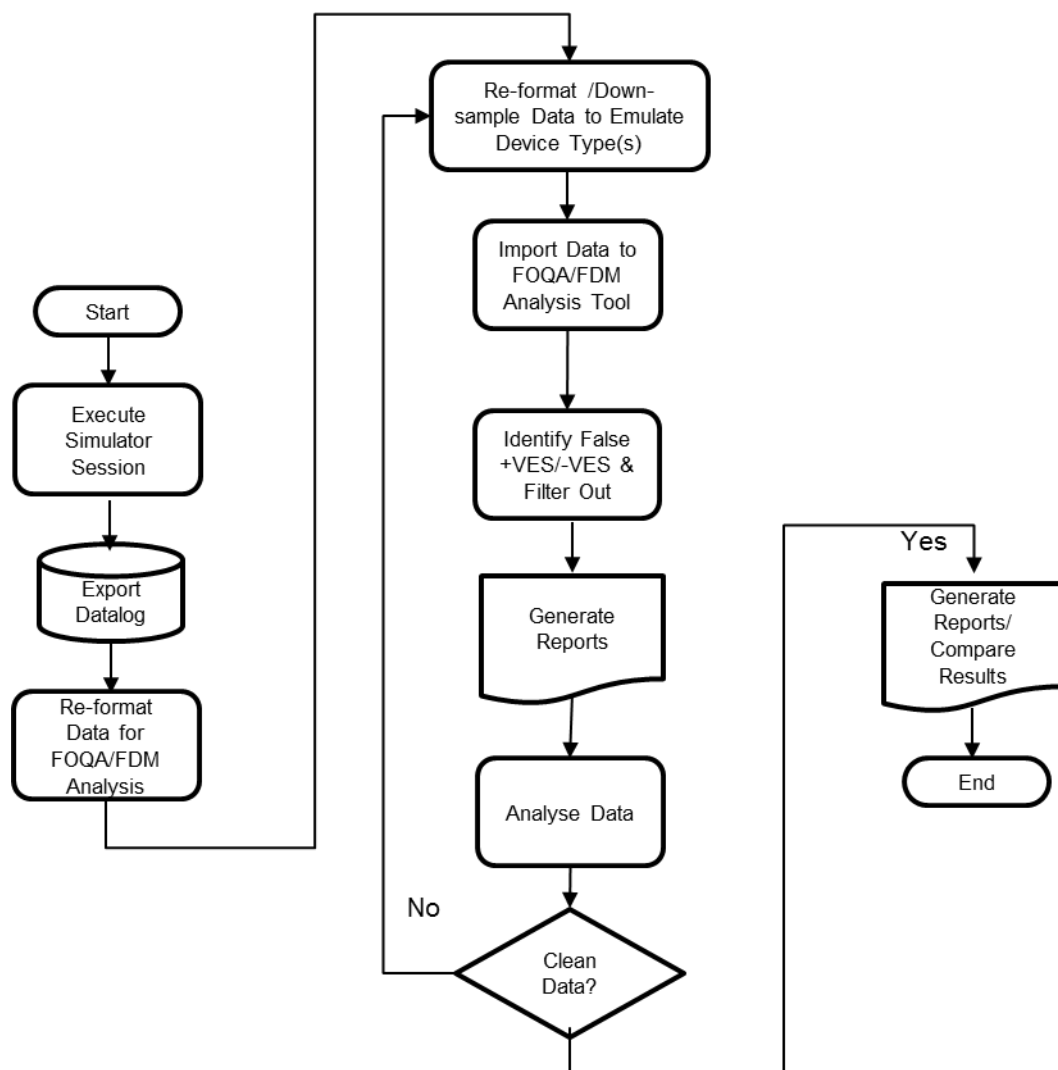 Start
Execute
Simulator
Session
Export
Datalog
Re-format
Data for
FOQA/FDM
Analysis
Re-format /Down-
sample Data to Emulate
Device Type(s)
Import Data to
FOQA/FDM
Analysis Tool
Identify False
+VES/-VES &
Filter Out
Generate
Reports
Analyse Data
Clean
Data?
No
Yes
Generate
Reports/
Compare
Results
End